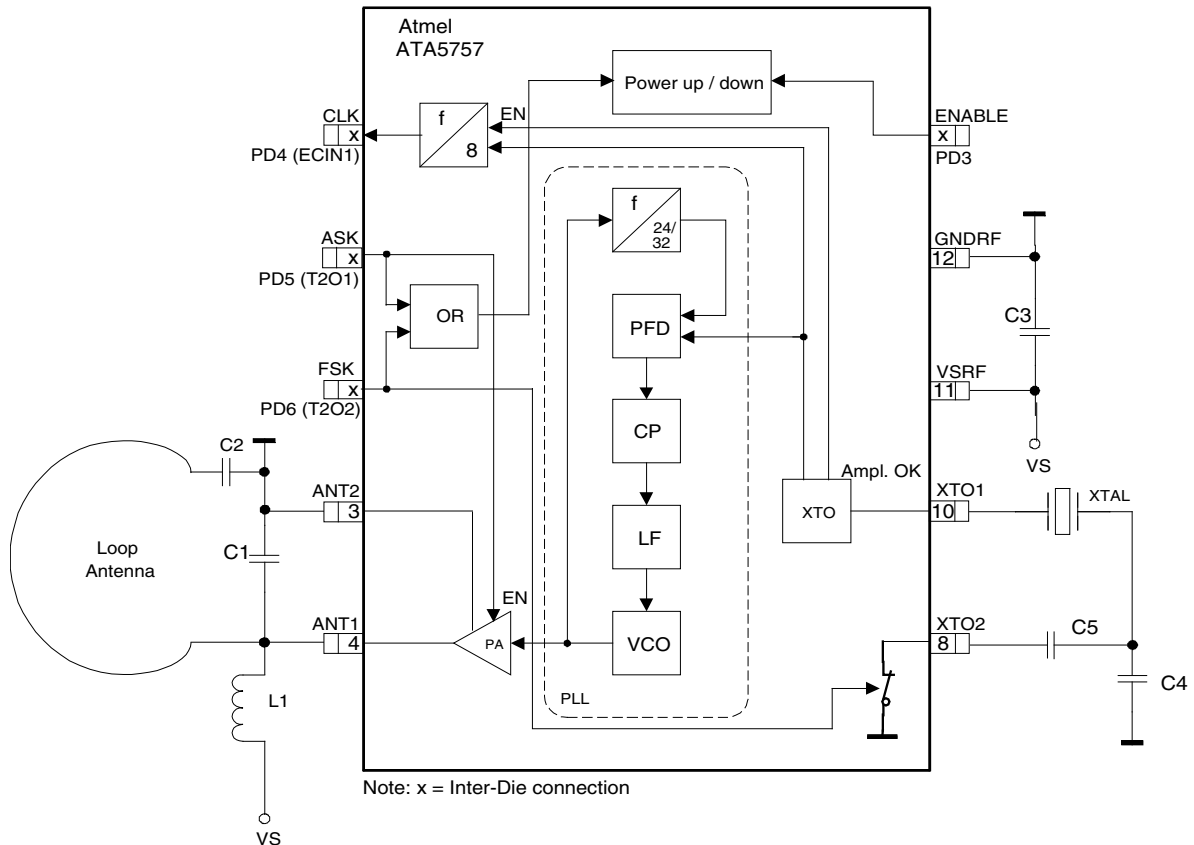 Atmel
ATA5757
Power up / down
CLK
x
PD4 (ECIN1)
f
8
EN
ENABLE
x
PD3
ASK
x
PD5 (T2O1)
OR
f
24/
32
GNDRF
12
C3
PFD
FSK
x
PD6 (T2O2)
VSRF
11
VS
CP
C2
Ampl. OK
ANT2
3
XTO
XTO1
10
XTAL
Loop
Antenna
C1
LF
EN
ANT1
4
PA
VCO
XTO2
8
C5
C4
L1
PLL
VS
Note: x = Inter-Die connection